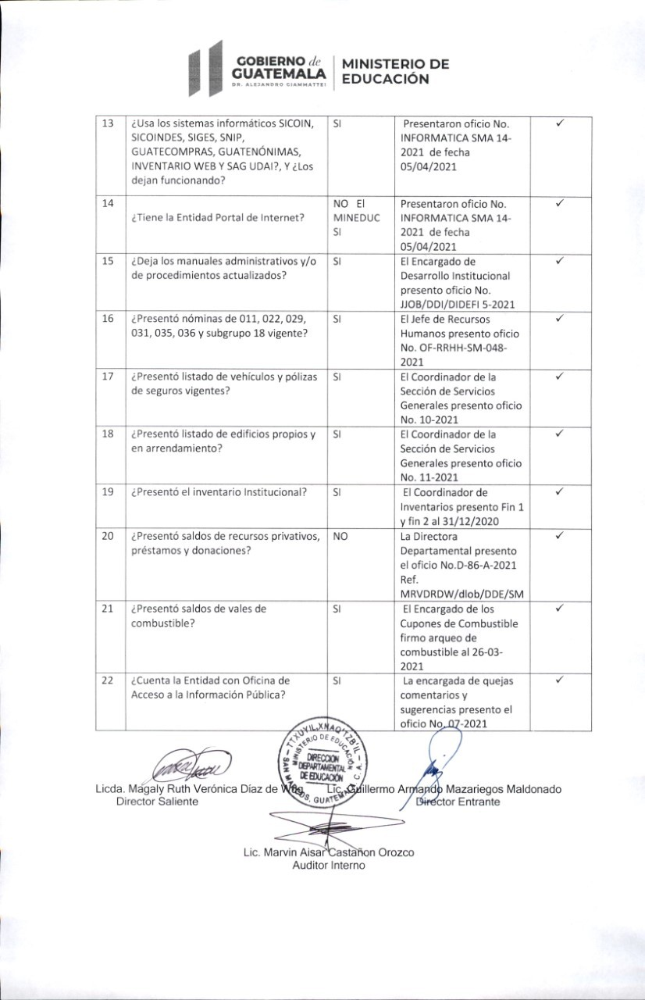 GOBIERNO de
GUATEMALA
DR. ALEJANDRO GIAMMATTEI
MINISTERIO DE
EDUCACIÓN
13
¿Usa los sistemas informáticos SICOIN,
SICOINDES, SIGES, SNIP,
GUATECOMPRAS, GUATENÓNIMAS,
INVENTARIO WEB Y SAG UDAI?, Y ¿Los
dejan funcionando?
SI
Presentaron oficio No.
INFORMATICA SMA 14-
2021 de fecha
05/04/2021
✓
14
¿Tiene la Entidad Portal de Internet?
NO El
MINEDUC
SI
Presentaron oficio No.
INFORMATICA SMA 14-
2021 de fecha
05/04/2021
✓
15
¿Deja los manuales administrativos y/o
de procedimientos actualizados?
SI
El Encargado de
Desarrollo Institucional
presento oficio No.
JJOB/DDI/DIDEFI 5-2021
✓
16
¿Presentó nóminas de 011, 022, 029,
031, 035, 036 y subgrupo 18 vigente?
SI
El Jefe de Recursos
Humanos presento oficio
No. OF-RRHH-SM-048-
2021
✓
17
¿Presentó listado de vehículos y pólizas
de seguros vigentes?
SI
El Coordinador de la
Sección de Servicios
Generales presento oficio
No. 10-2021
✓
18
¿Presentó listado de edificios propios y
en arrendamiento?
SI
El Coordinador de la
Sección de Servicios
Generales presento oficio
No. 11-2021
✓
19
¿Presentó el inventario Institucional?
SI
El Coordinador de
Inventarios presento Fin 1
y fin 2 al 31/12/2020
✓
20
¿Presentó saldos de recursos privativos,
préstamos y donaciones?
NO
La Directora
Departamental presento
el oficio No.D-86-A-2021
Ref.
MRVDRDW/dlob/DDE/SM
✓
21
¿Presentó saldos de vales de
combustible?
SI
El Encargado de los
Cupones de Combustible
firmo arqueo de
combustible al 26-03-
2021
✓
22
¿Cuenta la Entidad con Oficina de
Acceso a la Información Pública?
SI
La encargada de quejas
comentarios y
sugerencias presento el
oficio No. 07-2021
✓
TTXUYIL, XNAQ'TZB'IL
MINISTERIO DE EDUCACIÓN
DIRECCIÓN
DEPARTAMENTAL
DE EDUCACIÓN
SAN MARCOS, GUATEMALA C. A.
Licda. Magaly Ruth Verónica Díaz de
Director Saliente
Lic. Guillermo Armando Mazariegos Maldonado
Director Entrante
Lic. Marvin Aisar Castañon Orozco
Auditor Interno